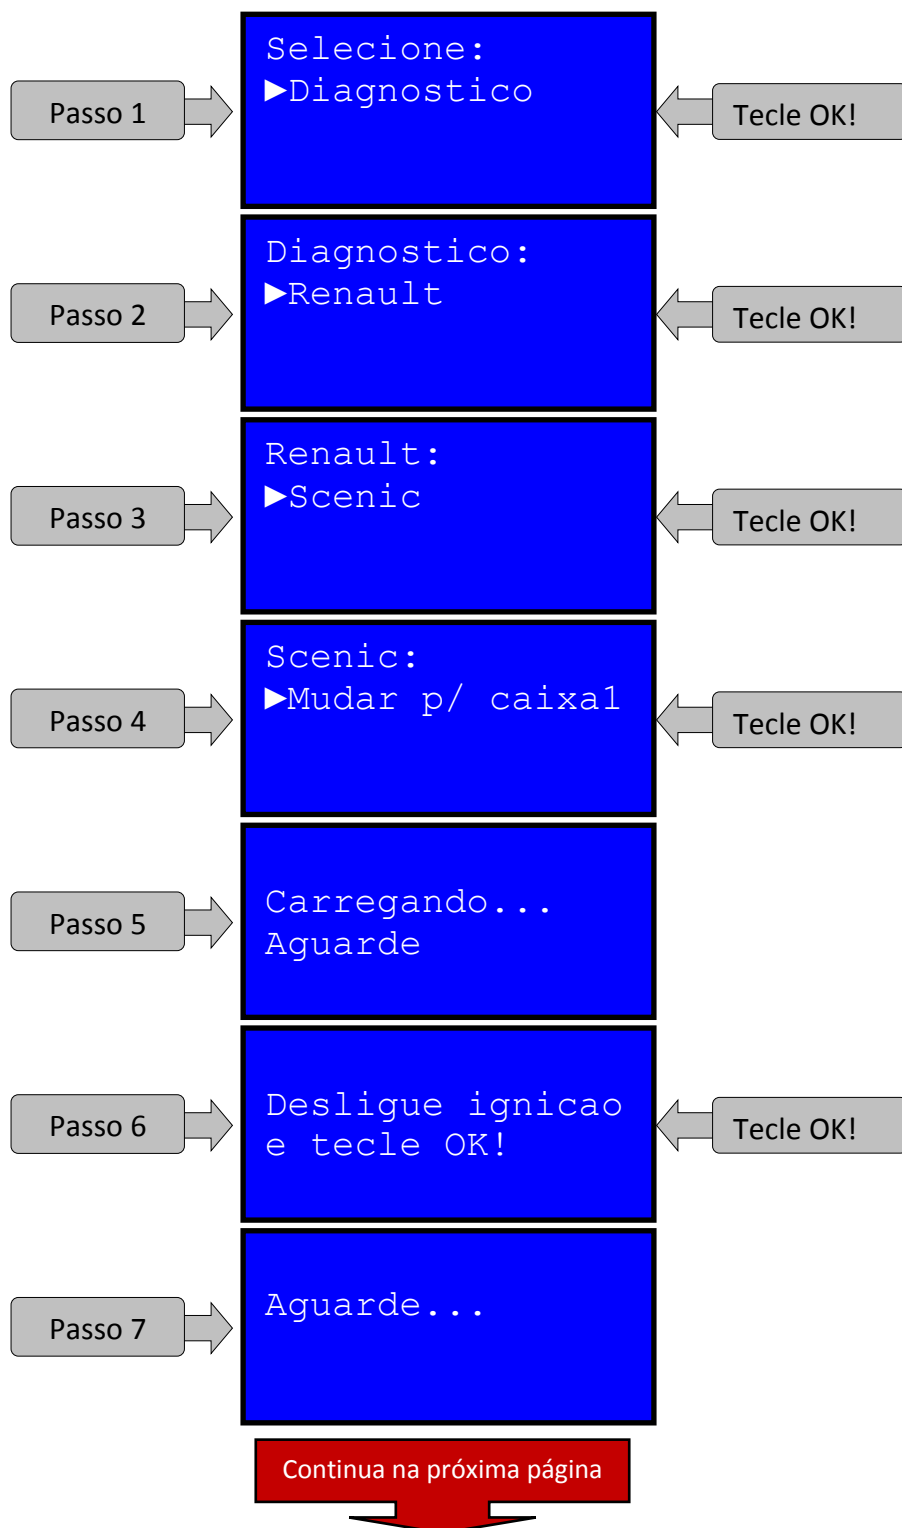 Selecione:
►Diagnostico
Passo 1
Tecle OK!
Diagnostico:
►Renault
Passo 2
Tecle OK!
Renault:
►Scenic
Passo 3
Tecle OK!
Scenic:
►Mudar p/ caixa1
Passo 4
Tecle OK!
Carregando...
Aguarde
Passo 5
Desligue ignicao
e tecle OK!
Passo 6
Tecle OK!
Aguarde...
Passo 7
Continua na próxima página